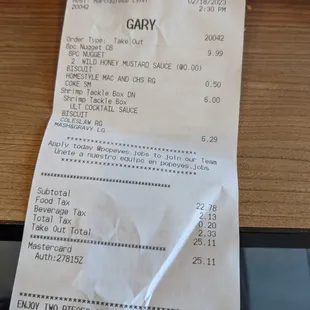 02/18/2023
20042 2:30 PM
GARY
Order Type: Take Out 20042
8pc Nugget CB 9.99
8PC NUGGET
2 WILD HONEY MUSTARD SAUCE (@0.00)
BISCUIT
HOMESTYLE MAC AND CHS RG 0.50
COKE SM
Shrimp Tackle Box DN 6.00
Shrimp Tackle Box
ULT COCKTAIL SAUCE
BISCUIT
COLESLAW RG
MASH&GRAVY LG 6.29
Apply today @popeyes.jobs to join our Team
Unete a nuestro equipo en popeyes.jobs
Subtotal 22.78
Food Tax 2.13
Beverage Tax 0.20
Total Tax 2.33
Take Out Total 25.11
Mastercard 25.11
Auth:27815Z
ENJOY TWO